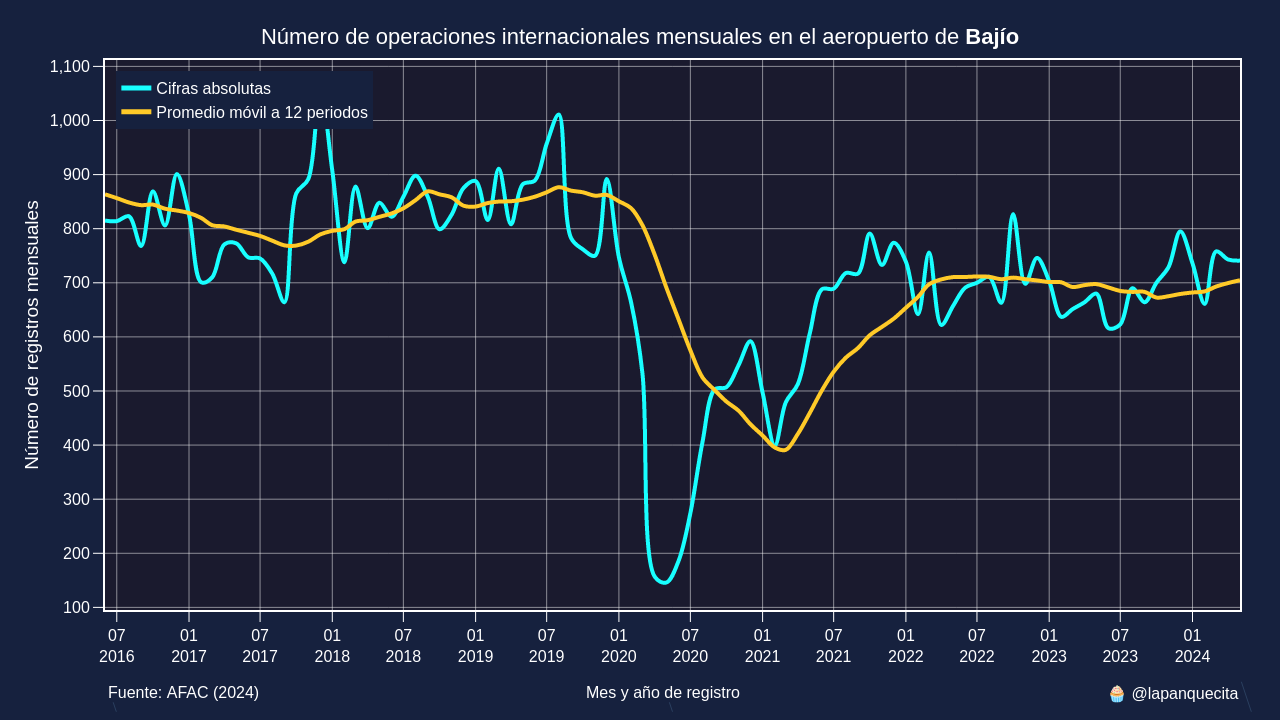 Número de operaciones internacionales mensuales en el aeropuerto de Bajío
Número de registros mensuales
1,100
1,000
900
800
700
600
500
400
300
200
100
Cifras absolutas
Promedio móvil a 12 periodos
07 01 07 01 07 01 07 01 07 01 07 01 07 01 07 01
2016 2017 2017 2018 2018 2019 2019 2020 2020 2021 2021 2022 2022 2023 2023 2024
Fuente: AFAC (2024)
Mes y año de registro
🧁 @lapanquecita